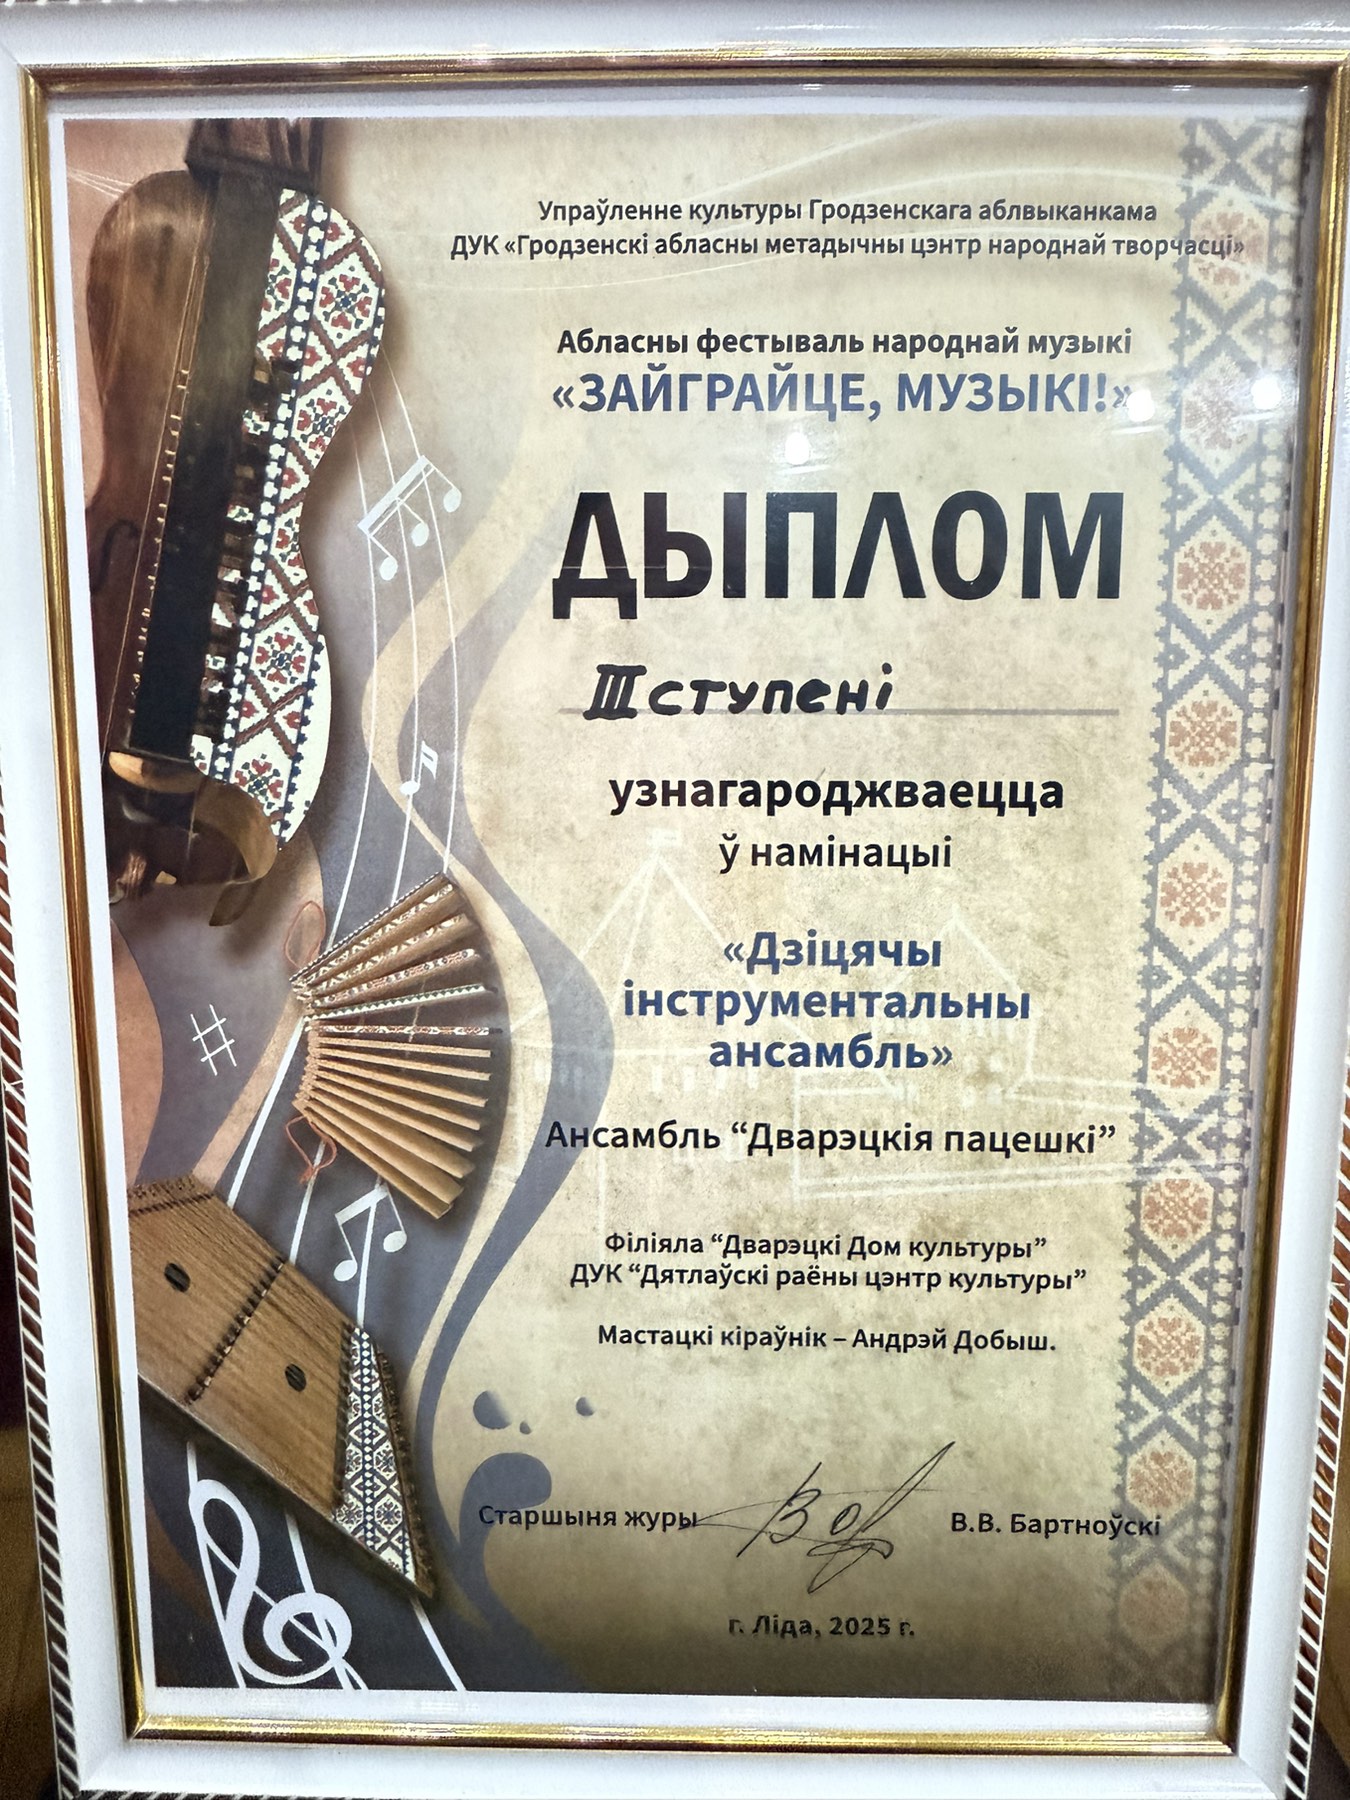 Упраўленне культуры Гродзенскага аблвыканкама
ДУК «Гродзенскі абласны метадычны цэнтр народнай творчасці»
Абласны фестываль народнай музыкі
«ЗАЙГРАЙЦЕ, МУЗЫКІ!»
ДЫПЛОМ
III ступені
узнагароджваецца
ў намінацыі
«Дзіцячы
інструментальны
ансамбль»
Ансамбль “Дварэцкія пацешкі”
Філіяла “Дварэцкі Дом культуры”
ДУК “Дятлаўскі раёны цэнтр культуры”
Мастацкі кіраўнік – Андрэй Добыш.
Старшыня журы В.В. Бартноўскі
г. Ліда, 2025 г.